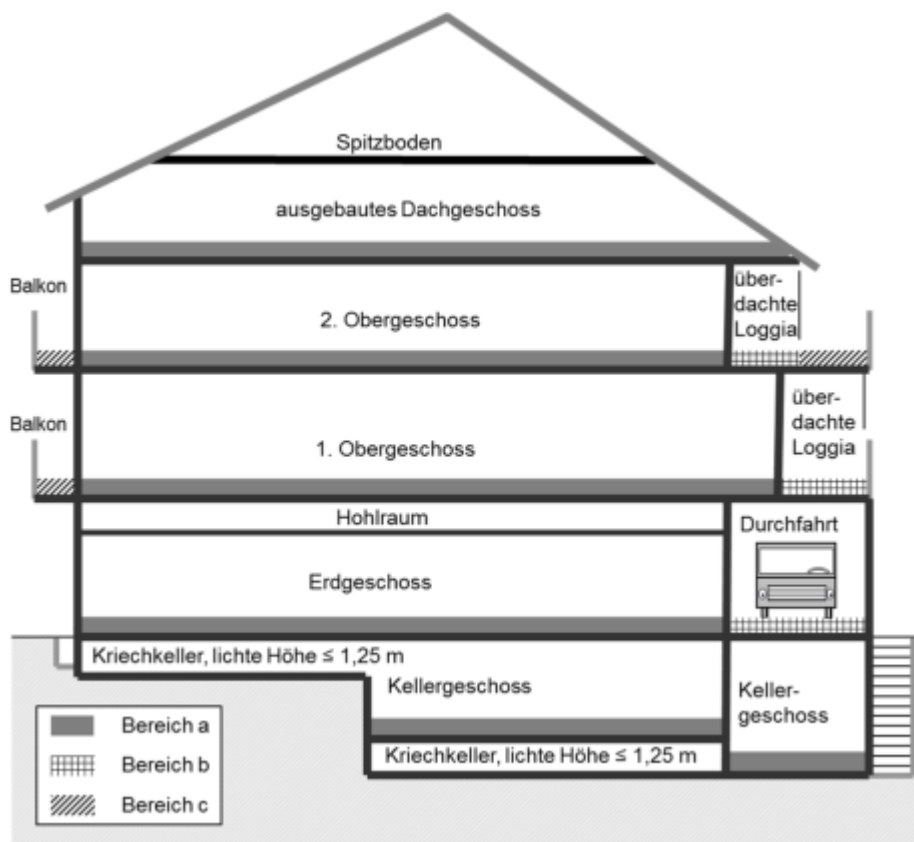 Spitzboden
ausgebautes Dachgeschoss
Balkon
2. Obergeschoss
über-
dachte
Loggia
Balkon
1. Obergeschoss
über-
dachte
Loggia
Hohlraum
Durchfahrt
Erdgeschoss
Kriechkeller, lichte Höhe ≤ 1,25 m
Kellergeschoss
Keller-
geschoss
Kriechkeller, lichte Höhe ≤ 1,25 m
Bereich a
Bereich b
Bereich c